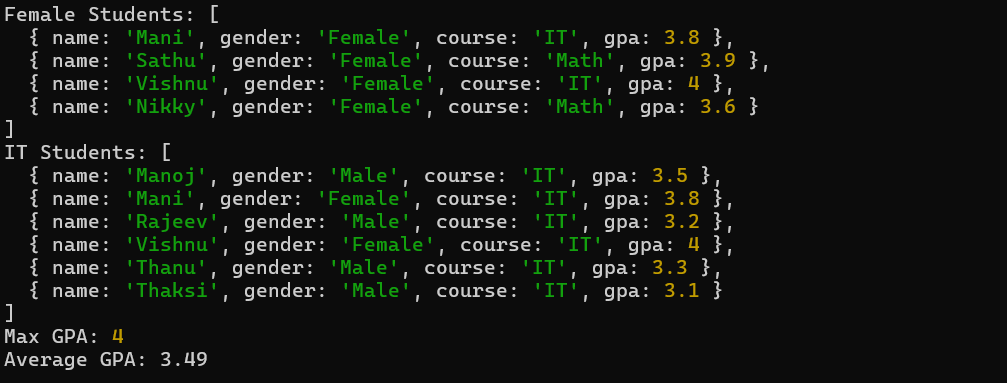 Female Students: [
  { name: 'Mani', gender: 'Female', course: 'IT', gpa: 3.8 },
  { name: 'Sathu', gender: 'Female', course: 'Math', gpa: 3.9 },
  { name: 'Vishnu', gender: 'Female', course: 'IT', gpa: 4 },
  { name: 'Nikky', gender: 'Female', course: 'Math', gpa: 3.6 }
]
IT Students: [
  { name: 'Manoj', gender: 'Male', course: 'IT', gpa: 3.5 },
  { name: 'Mani', gender: 'Female', course: 'IT', gpa: 3.8 },
  { name: 'Rajeev', gender: 'Male', course: 'IT', gpa: 3.2 },
  { name: 'Vishnu', gender: 'Female', course: 'IT', gpa: 4 },
  { name: 'Thanu', gender: 'Male', course: 'IT', gpa: 3.3 },
  { name: 'Thaksi', gender: 'Male', course: 'IT', gpa: 3.1 }
]
Max GPA: 4
Average GPA: 3.49